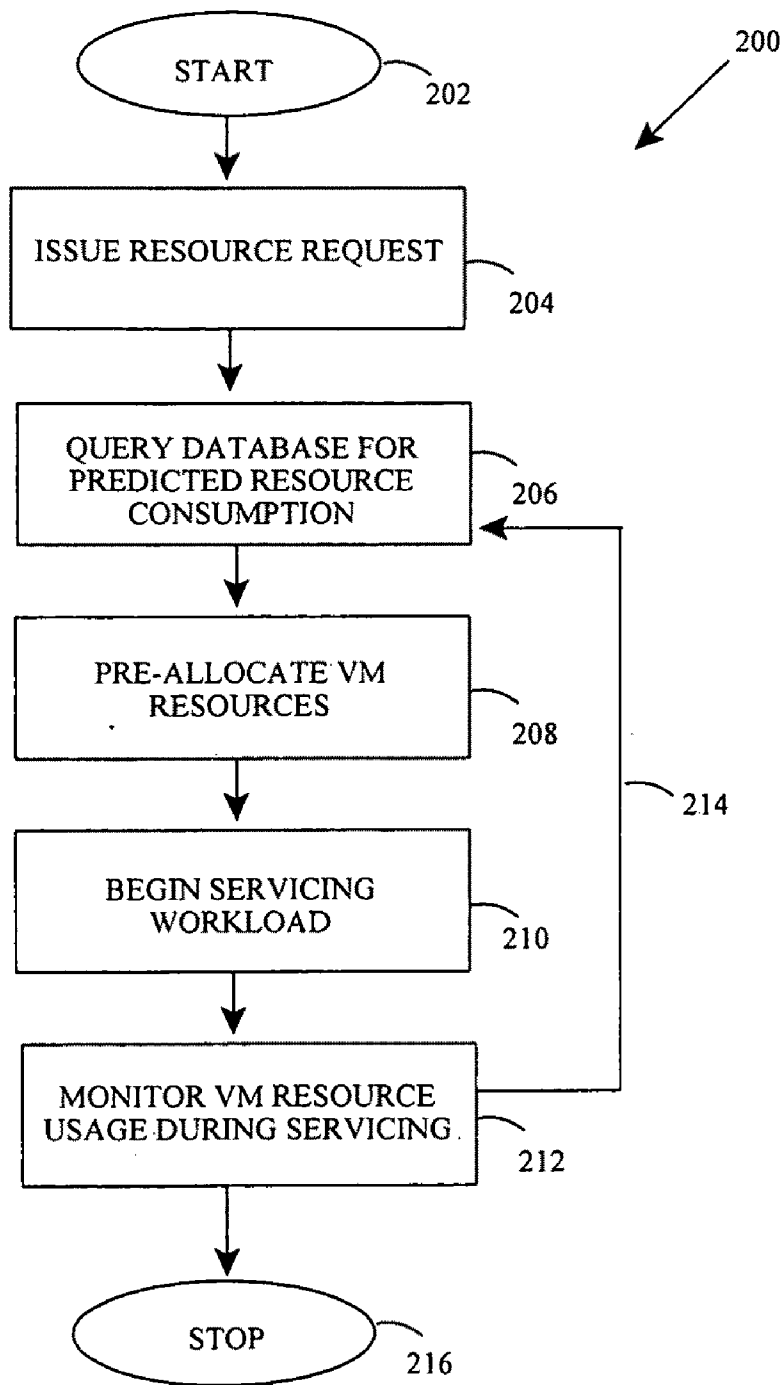 200
START
202
ISSUE RESOURCE REQUEST
204
QUERY DATABASE FOR
PREDICTED RESOURCE
CONSUMPTION
206
PRE-ALLOCATE VM
RESOURCES
208
214
BEGIN SERVICING
WORKLOAD
210
MONITOR VM RESOURCE
USAGE DURING SERVICING
212
STOP
216